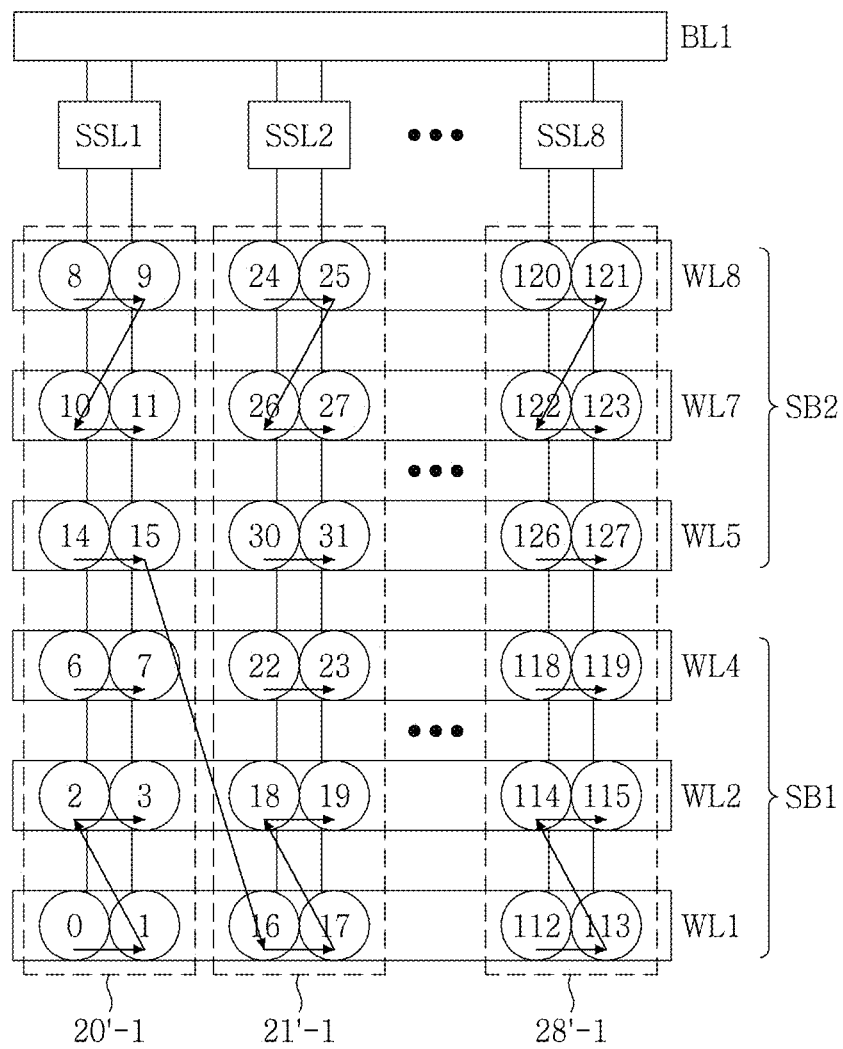 BL1
SSL1 SSL2 SSL8
8 9 24 25 120 121 WL8
10 11 26 27 122 123 WL7
SB2
14 15 30 31 126 127 WL5
6 7 22 23 118 119 WL4
2 3 18 19 114 115 WL2
SB1
0 1 16 17 112 113 WL1
20'-1 21'-1 28'-1